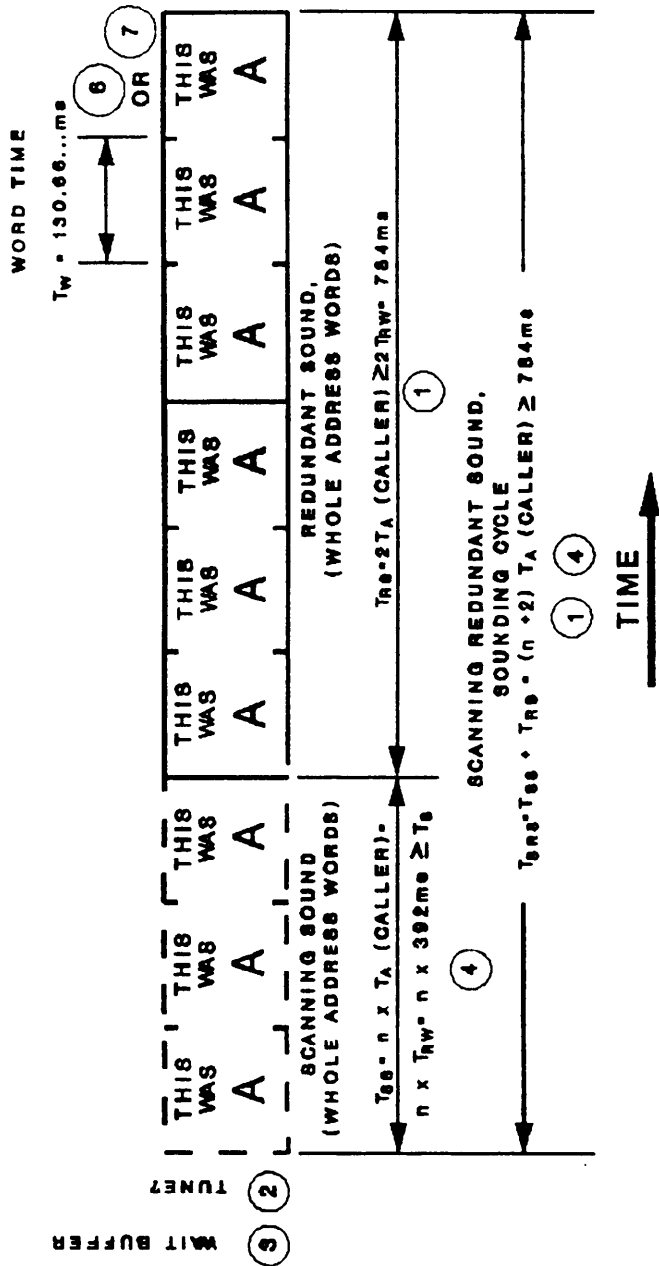 WORD TIME
Tw = 130.66...ms
6 OR 7
WAIT BUFFER
3
TUNE?
2
THIS WAS A
THIS WAS A
THIS WAS A
THIS WAS A
THIS WAS A
THIS WAS A
THIS WAS A
THIS WAS A
THIS WAS A
SCANNING SOUND
(WHOLE ADDRESS WORDS)
REDUNDANT SOUND,
(WHOLE ADDRESS WORDS)
TSS = n x TA (CALLER) =
n x TRW = n x 392ms ≥ TS
4
TRS = 2TA (CALLER) ≥ 2TRW = 784ms
1
SCANNING REDUNDANT SOUND,
SOUNDING CYCLE
TSRS = TSS + TRS = (n +2) TA (CALLER) ≥ 784ms
1 4
TIME